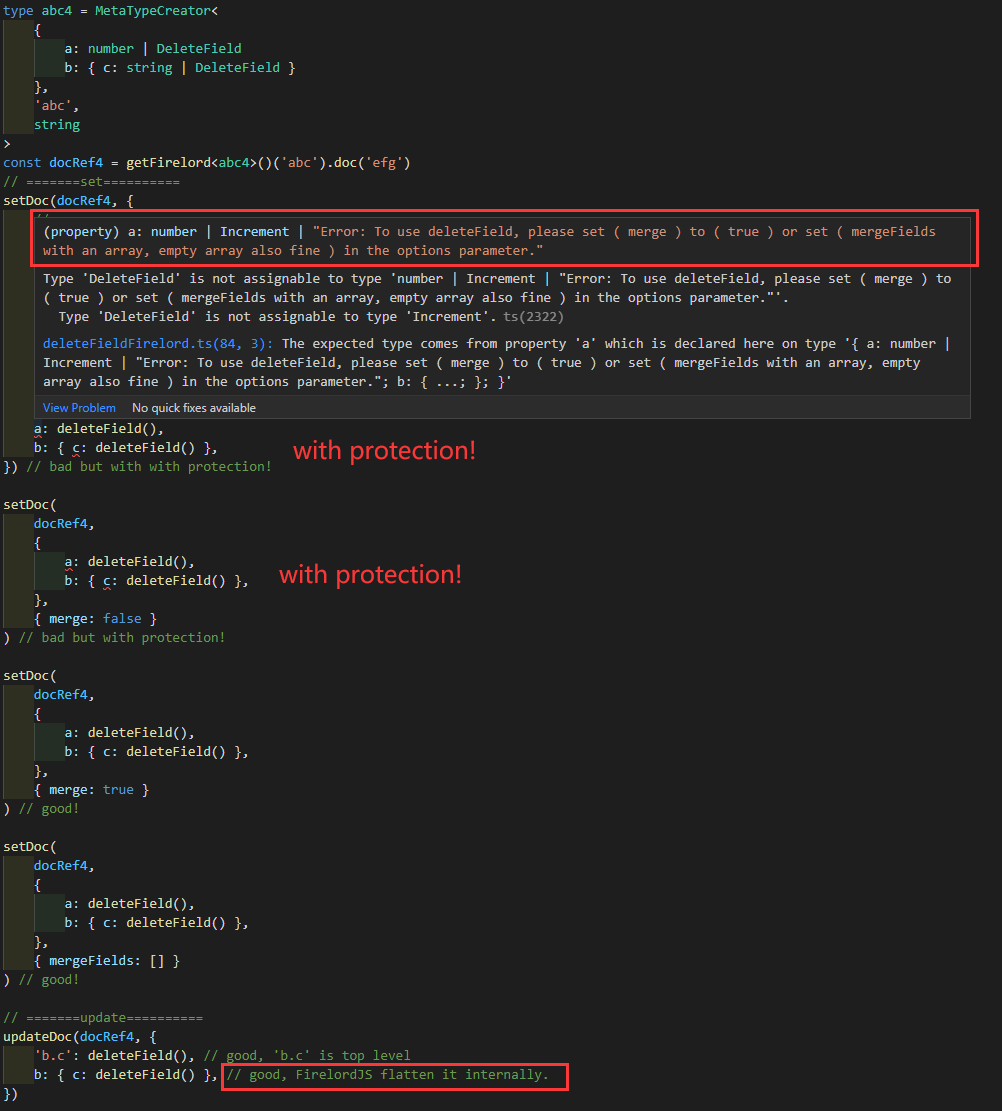 type abc4 = MetaTypeCreator<
{
a: number | DeleteField
b: { c: string | DeleteField }
},
'abc',
string
>
const docRef4 = getFirelord<abc4>()('abc').doc('efg')
// =======set==========
setDoc(docRef4, {
(property) a: number | Increment | "Error: To use deleteField, please set ( merge ) to ( true ) or set ( mergeFields
with an array, empty array also fine ) in the options parameter."
Type 'DeleteField' is not assignable to type 'number | Increment | "Error: To use deleteField, please set ( merge ) to
( true ) or set ( mergeFields with an array, empty array also fine ) in the options parameter."'.
Type 'DeleteField' is not assignable to type 'Increment'. ts(2322)
deleteFieldFirelord.ts(84, 3): The expected type comes from property 'a' which is declared here on type '{ a: number |
Increment | "Error: To use deleteField, please set ( merge ) to ( true ) or set ( mergeFields with an array, empty
array also fine ) in the options parameter."; b: { ...; }; }'
View Problem No quick fixes available
a: deleteField(),
b: { c: deleteField() },
with protection!
}) // bad but with with protection!
setDoc(
docRef4,
{
a: deleteField(),
b: { c: deleteField() },
with protection!
},
{ merge: false }
) // bad but with protection!
setDoc(
docRef4,
{
a: deleteField(),
b: { c: deleteField() },
},
{ merge: true }
) // good!
setDoc(
docRef4,
{
a: deleteField(),
b: { c: deleteField() },
},
{ mergeFields: [] }
) // good!
// =======update==========
updateDoc(docRef4, {
'b.c': deleteField(), // good, 'b.c' is top level
b: { c: deleteField() }, // good, FirelordJS flatten it internally.
})